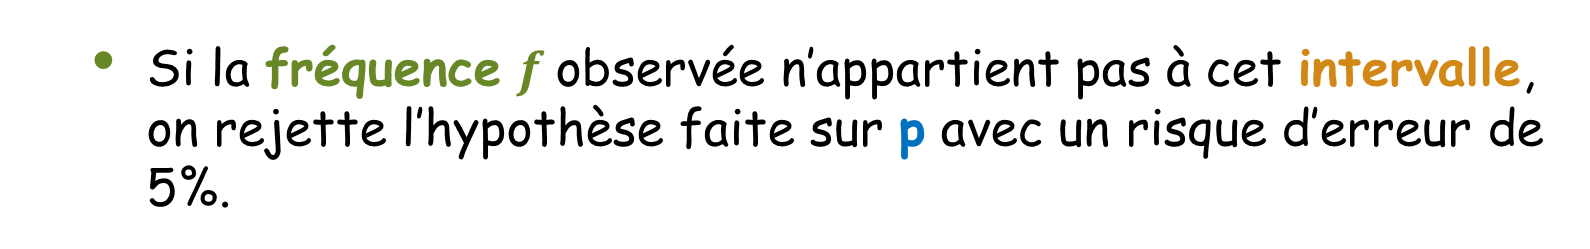 • Si la fréquence f observée n’appartient pas à cet intervalle,
on rejette l’hypothèse faite sur p avec un risque d’erreur de
5%.